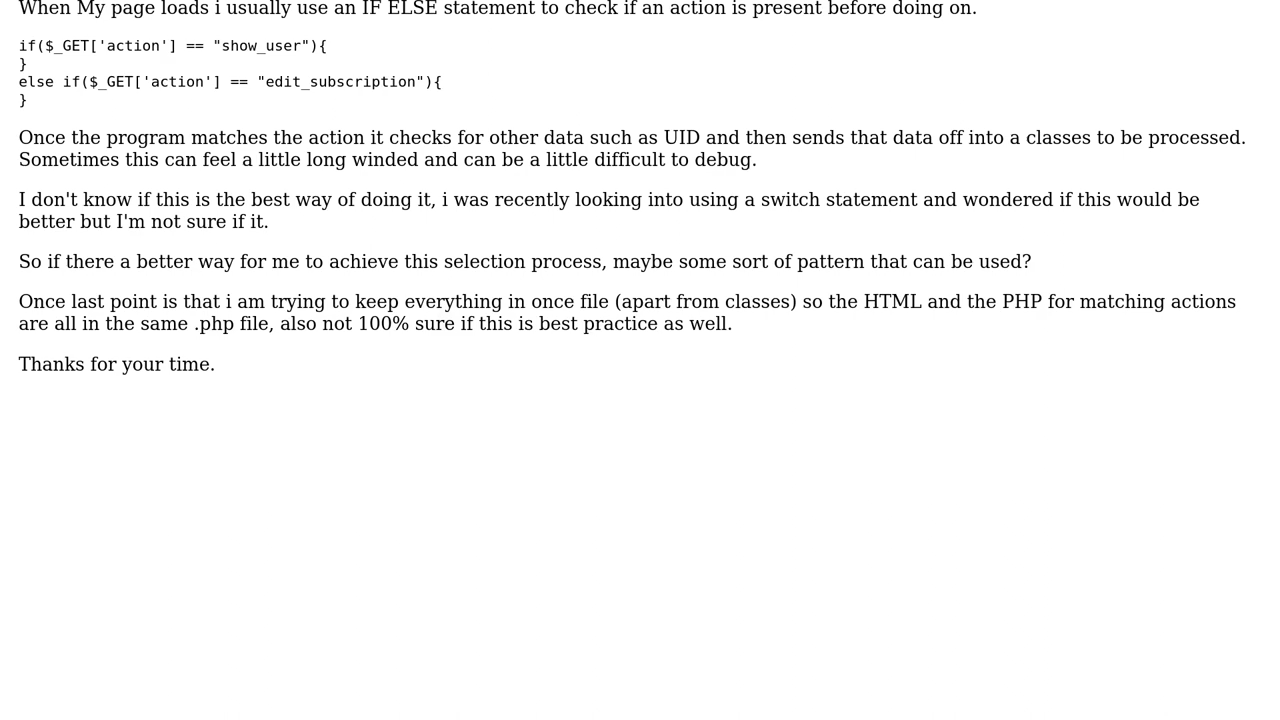 When My page loads i usually use an IF ELSE statement to check if an action is present before doing on.
if($_GET['action'] == "show_user"){
}
else if($_GET['action'] == "edit_subscription"){
}
Once the program matches the action it checks for other data such as UID and then sends that data off into a classes to be processed.
Sometimes this can feel a little long winded and can be a little difficult to debug.
I don't know if this is the best way of doing it, i was recently looking into using a switch statement and wondered if this would be
better but I'm not sure if it.
So if there a better way for me to achieve this selection process, maybe some sort of pattern that can be used?
Once last point is that i am trying to keep everything in once file (apart from classes) so the HTML and the PHP for matching actions
are all in the same .php file, also not 100% sure if this is best practice as well.
Thanks for your time.